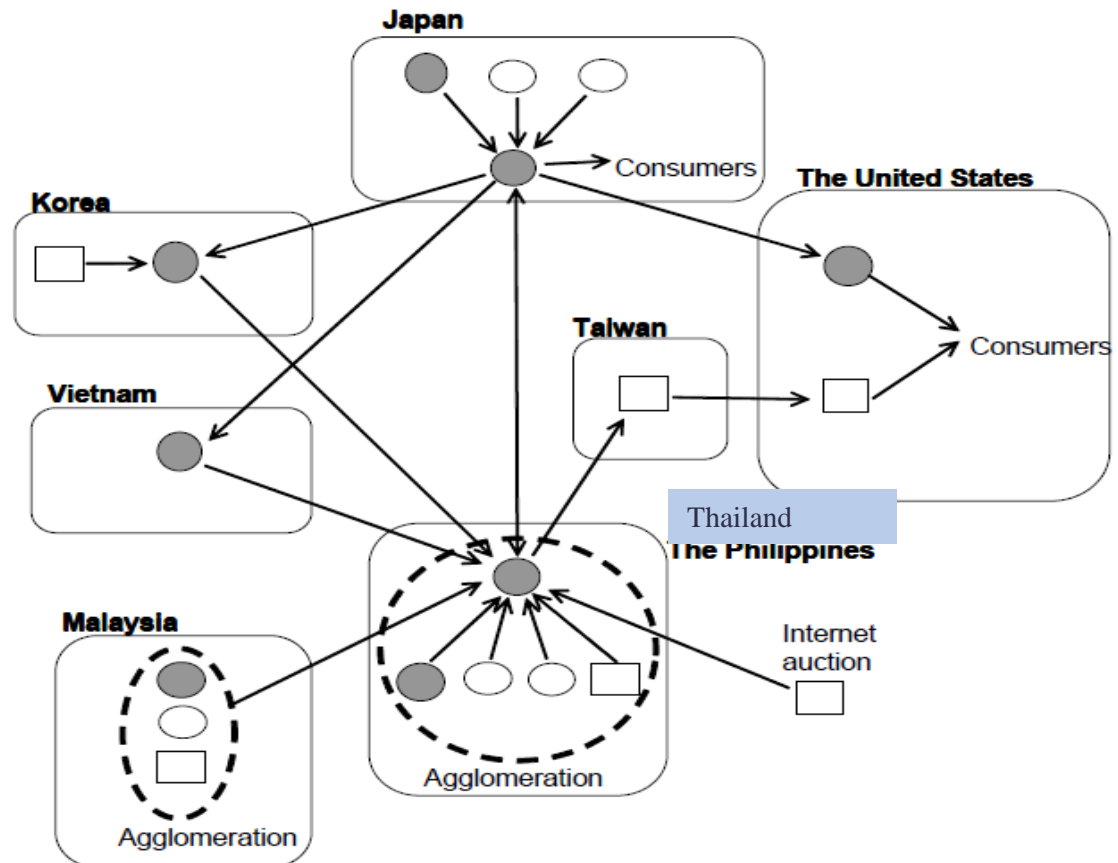 Japan
Consumers
The United States
Korea
Taiwan
Consumers
Vietnam
Thailand
The Philippines
Malaysia
Internet
auction
Agglomeration
Agglomeration